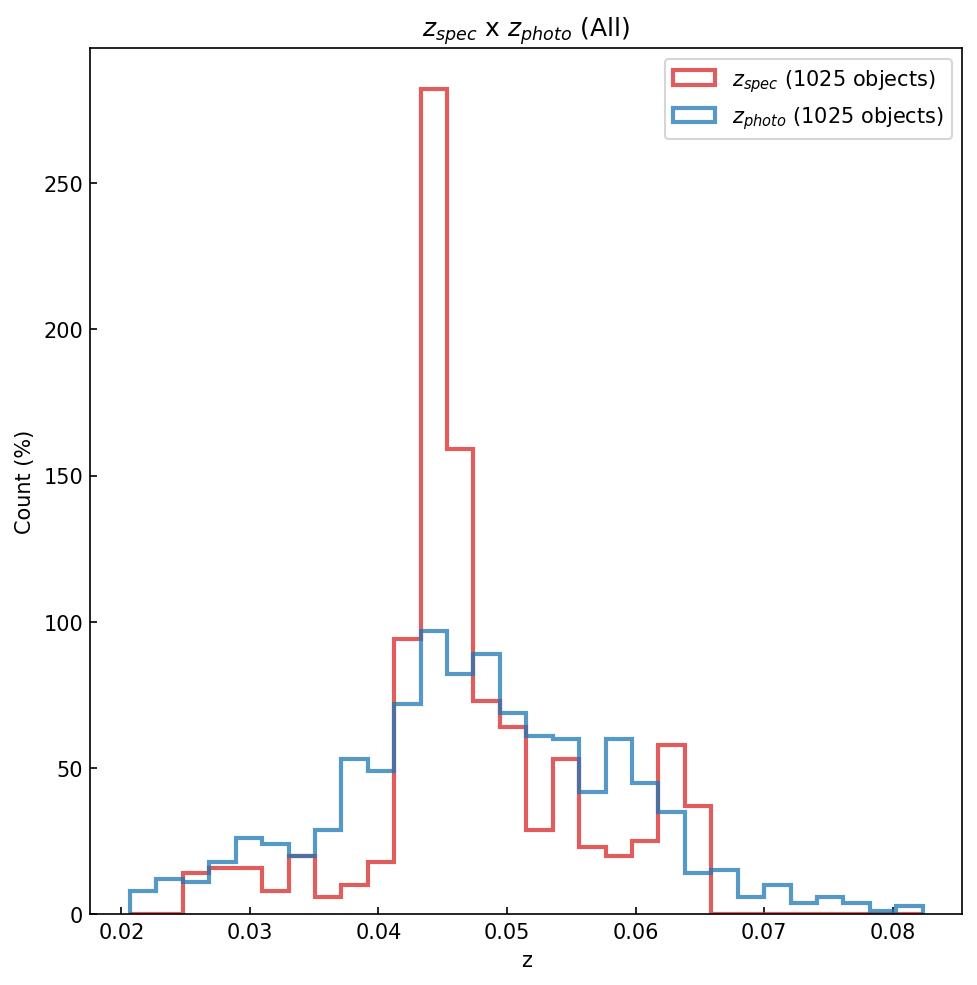 z_spec x z_photo (All)
z_spec (1025 objects)
z_photo (1025 objects)
Count (%)
250
200
150
100
50
0
0.02 0.03 0.04 0.05 0.06 0.07 0.08
z